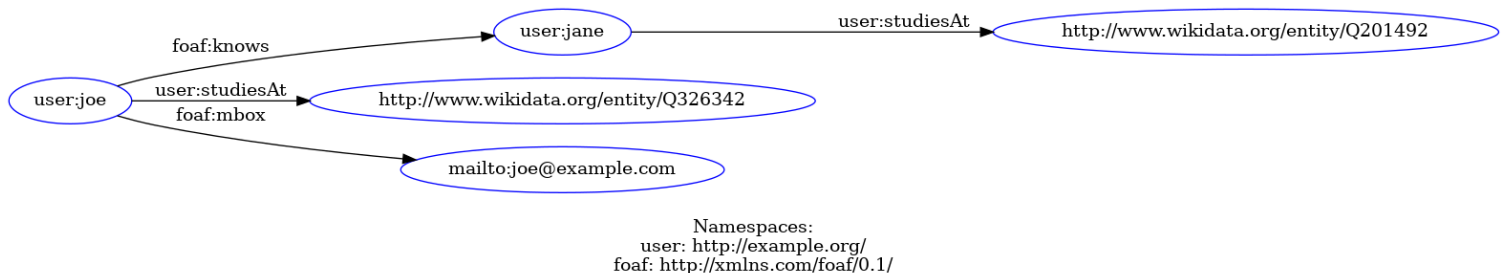 user:jane
user:studiesAt
http://www.wikidata.org/entity/Q201492
foaf:knows
user:joe
user:studiesAt
http://www.wikidata.org/entity/Q326342
foaf:mbox
mailto:joe@example.com
Namespaces:
user: http://example.org/
foaf: http://xmlns.com/foaf/0.1/